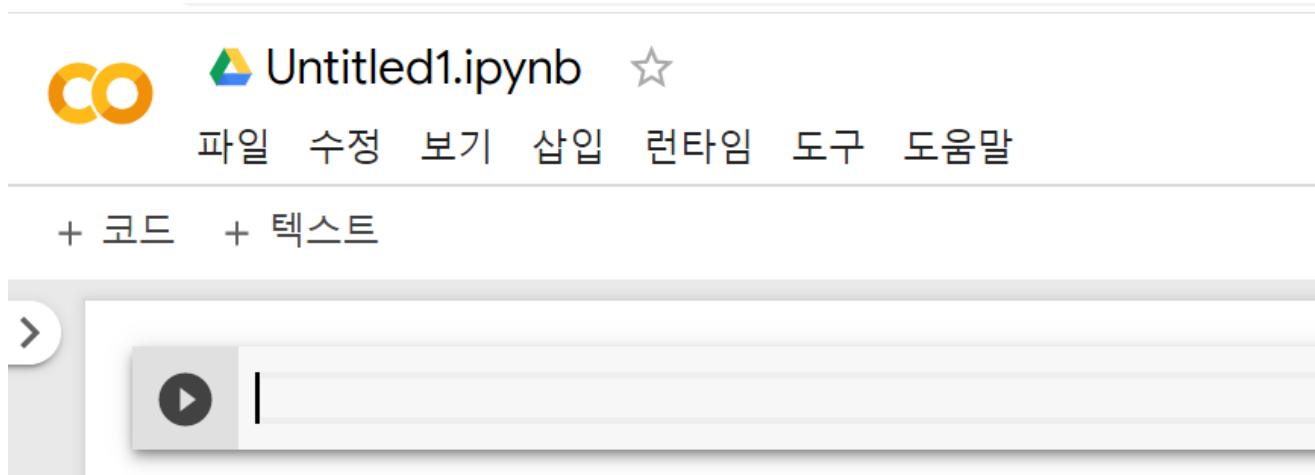 Untitled1.ipynb
파일 수정 보기 삽입 런타임 도구 도움말
+ 코드 + 텍스트